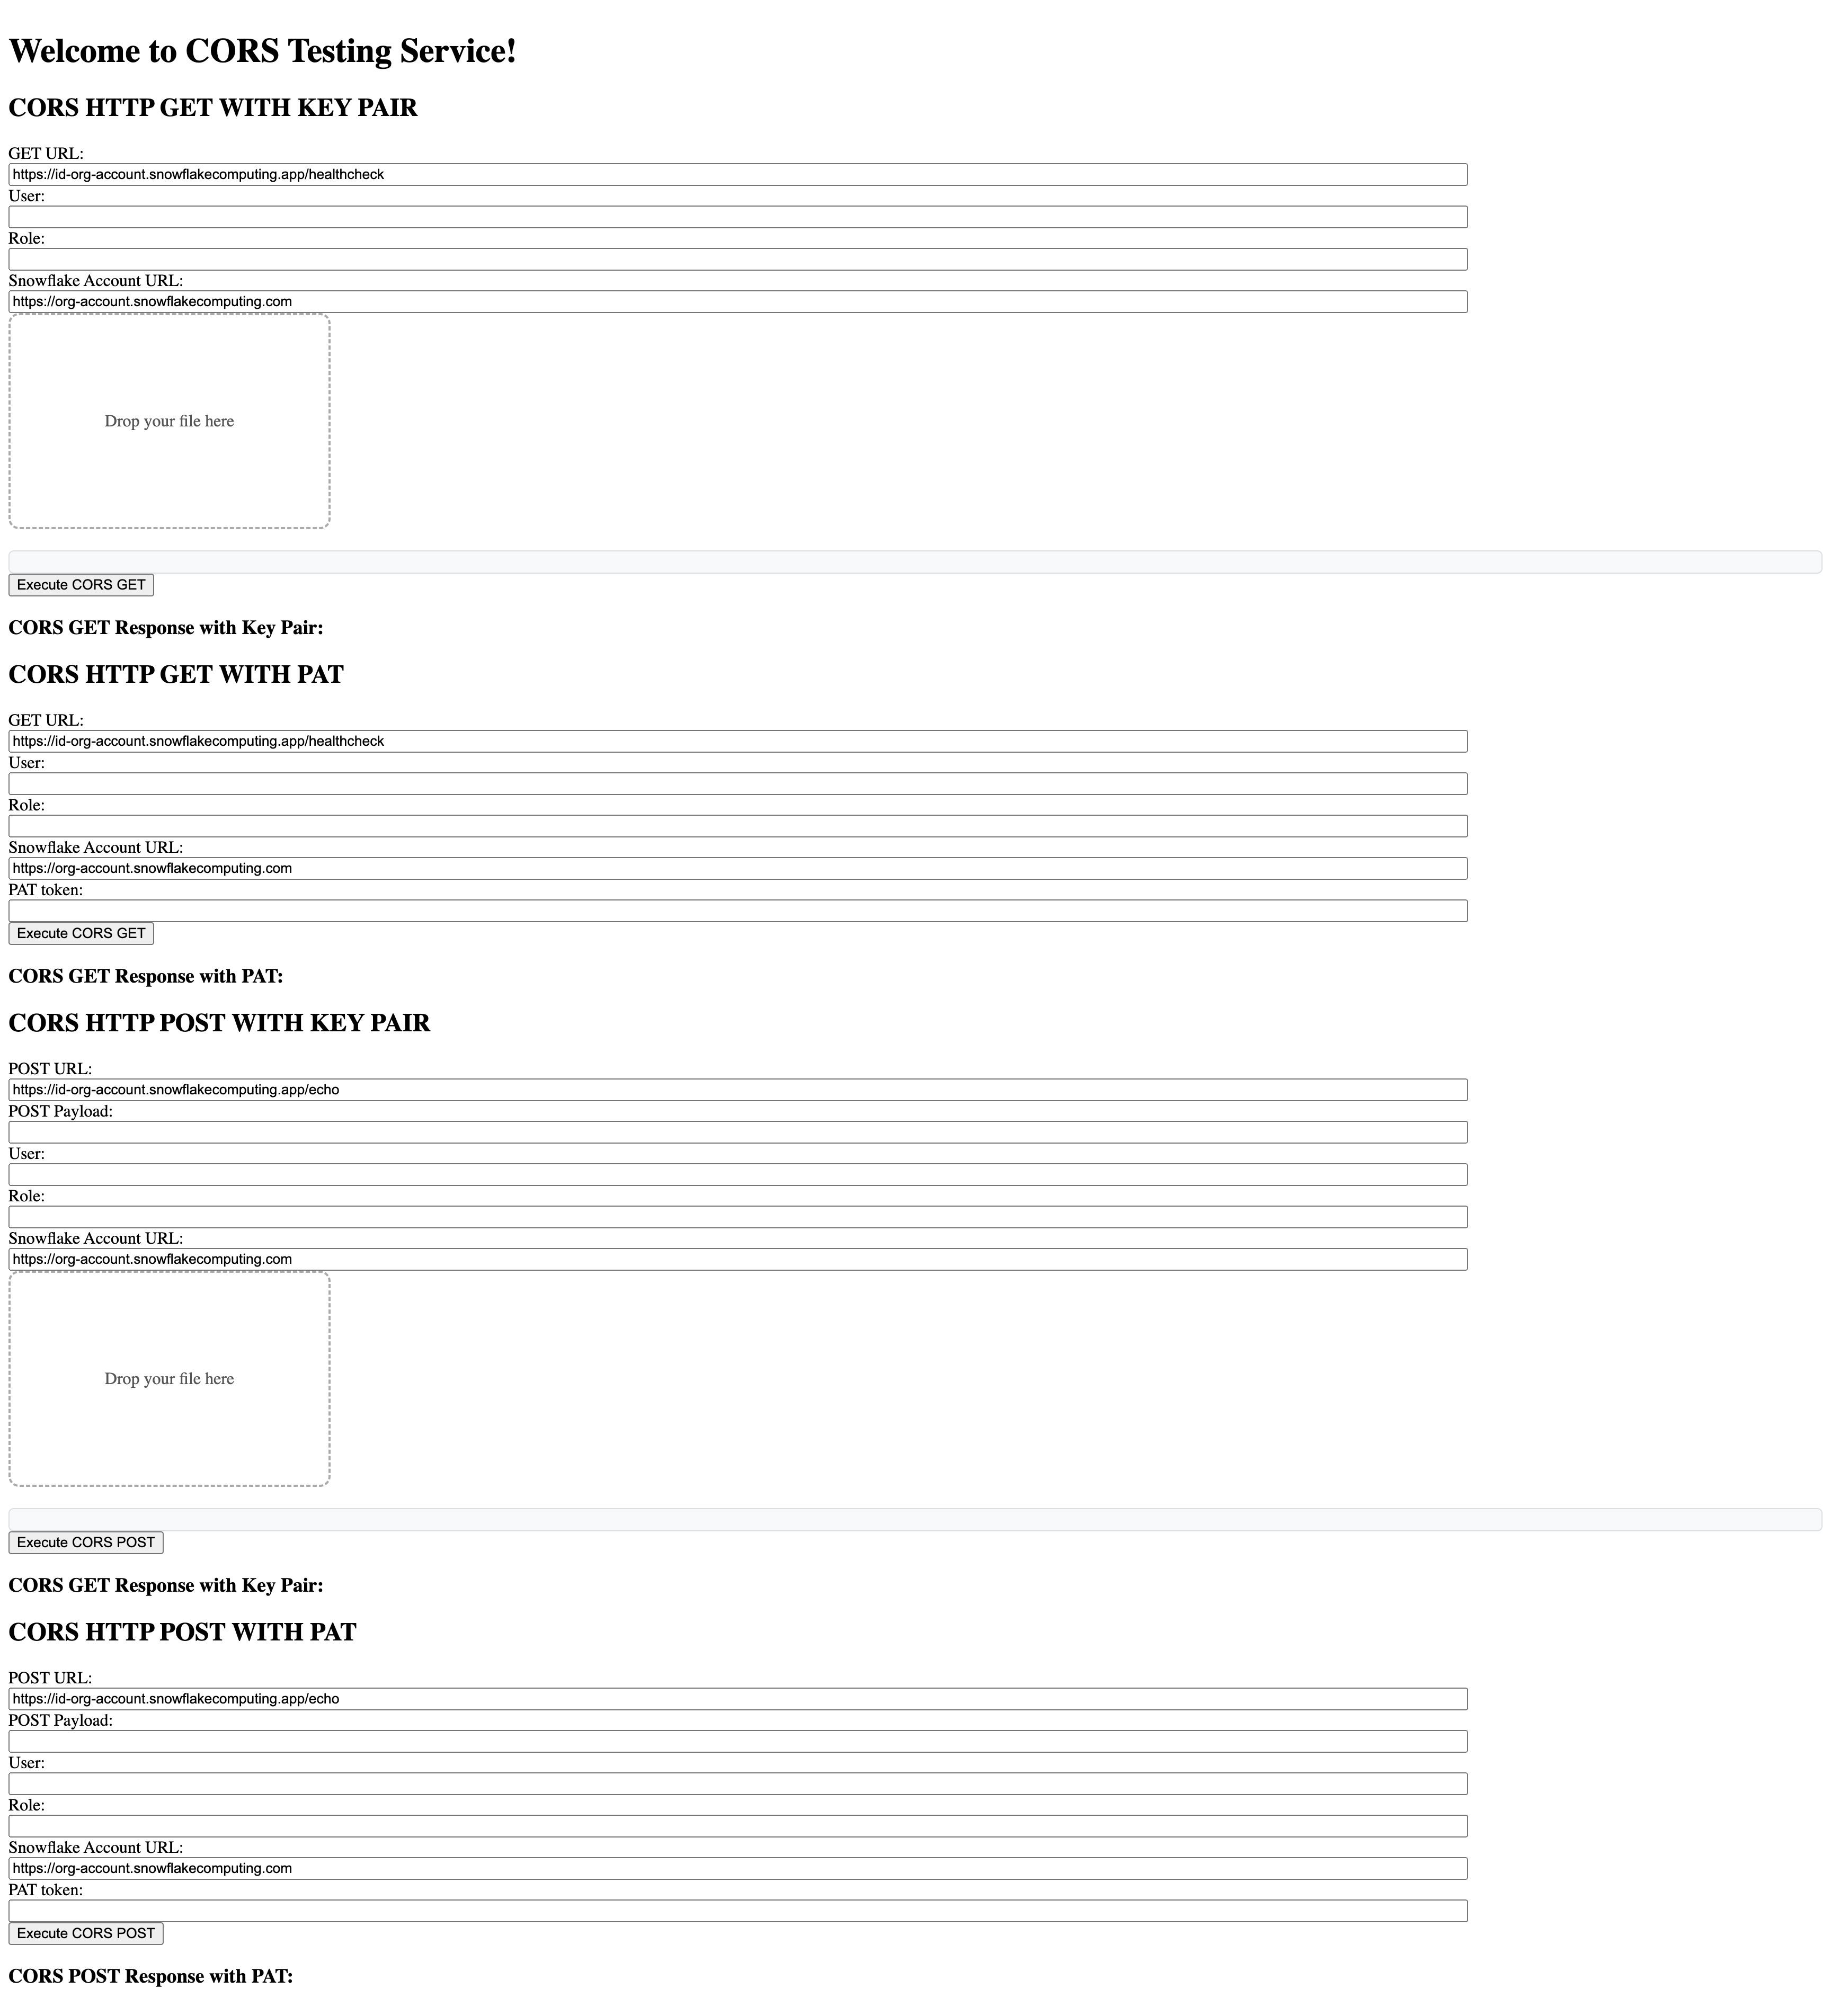 Welcome to CORS Testing Service!
CORS HTTP GET WITH KEY PAIR
GET URL:
https://id-org-account.snowflakecomputing.app/healthcheck
User:
Role:
Snowflake Account URL:
https://org-account.snowflakecomputing.com
Drop your file here
Execute CORS GET
CORS GET Response with Key Pair:
CORS HTTP GET WITH PAT
GET URL:
https://id-org-account.snowflakecomputing.app/healthcheck
User:
Role:
Snowflake Account URL:
https://org-account.snowflakecomputing.com
PAT token:
Execute CORS GET
CORS GET Response with PAT:
CORS HTTP POST WITH KEY PAIR
POST URL:
https://id-org-account.snowflakecomputing.app/echo
POST Payload:
User:
Role:
Snowflake Account URL:
https://org-account.snowflakecomputing.com
Drop your file here
Execute CORS POST
CORS GET Response with Key Pair:
CORS HTTP POST WITH PAT
POST URL:
https://id-org-account.snowflakecomputing.app/echo
POST Payload:
User:
Role:
Snowflake Account URL:
https://org-account.snowflakecomputing.com
PAT token:
Execute CORS POST
CORS POST Response with PAT: